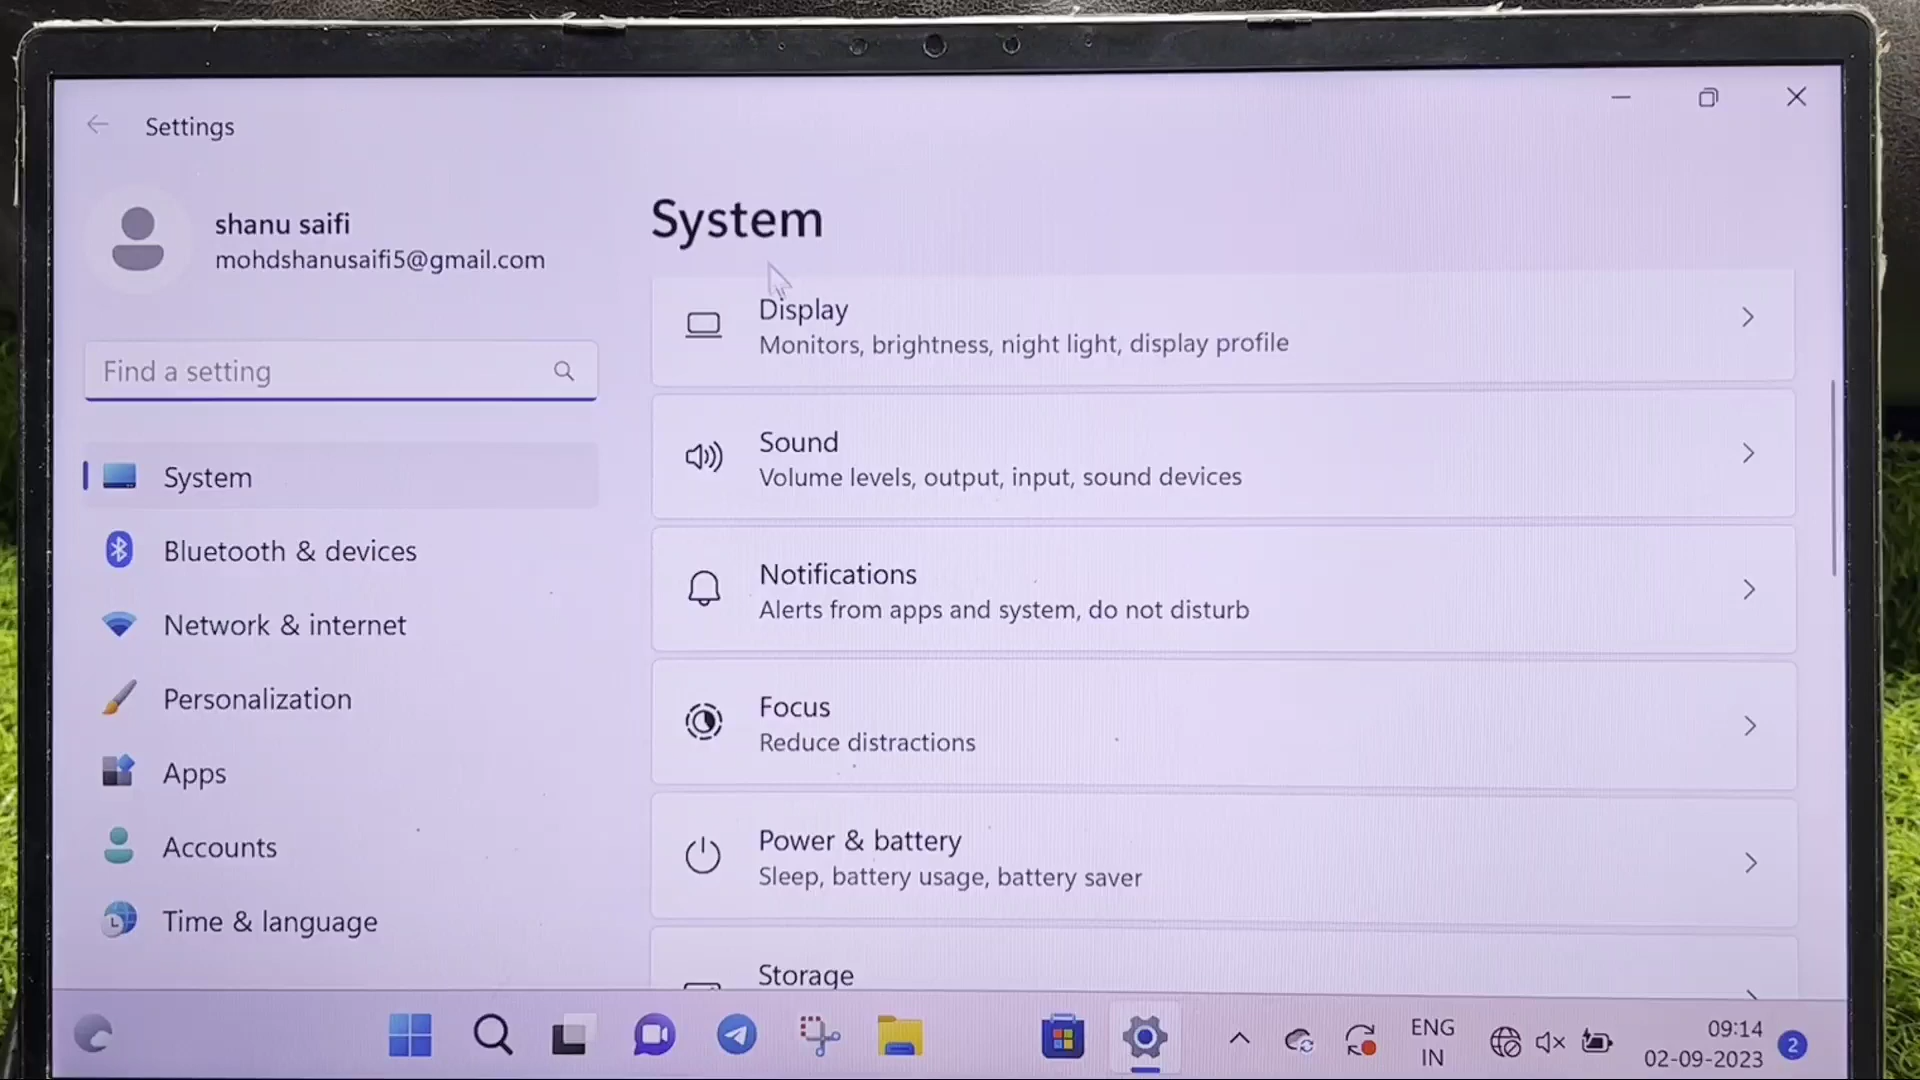 Settings
shanu saifi
mohdshanusaifi5@gmail.com
Find a setting
System
Bluetooth & devices
Network & internet
Personalization
Apps
Accounts
Time & language
System
Display
Monitors, brightness, night light, display profile
Sound
Volume levels, output, input, sound devices
Notifications
Alerts from apps and system, do not disturb
Focus
Reduce distractions
Power & battery
Sleep, battery usage, battery saver
Storage
ENG
IN
09:14
02-09-2023
2